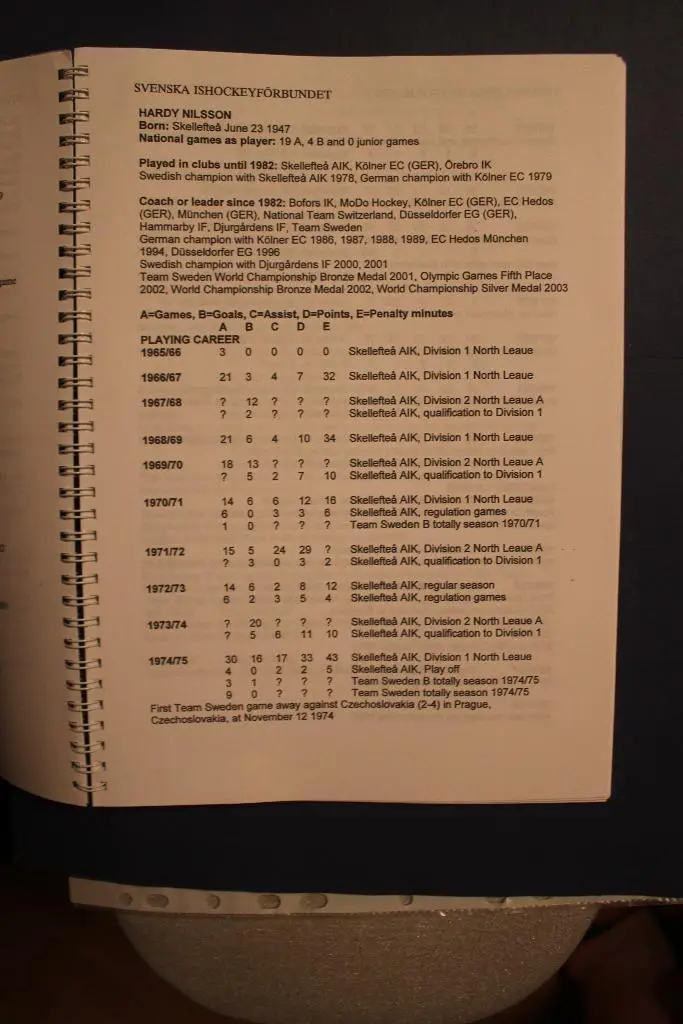 SVENSKA ISHOCKEYFÖRBUNDET
HARDY NILSSON
Born: Skellefteå June 23 1947
National games as player: 19 A, 4 B and 0 junior games
Played in clubs until 1982: Skellefteå AIK, Kölner EC (GER), Örebro IK
Swedish champion with Skellefteå AIK 1978, German champion with Kölner EC 1979
Coach or leader since 1982: Bofors IK, MoDo Hockey, Kölner EC (GER), EC Hedos
(GER), München (GER), National Team Switzerland, Düsseldorfer EG (GER),
Hammarby IF, Djurgårdens IF, Team Sweden
German champion with Kölner EC 1986, 1987, 1988, 1989, EC Hedos München
1994, Düsseldorfer EG 1996
Swedish champion with Djurgårdens IF 2000, 2001
Team Sweden World Championship Bronze Medal 2001, Olympic Games Fifth Place
2002, World Championship Bronze Medal 2002, World Championship Silver Medal 2003
A=Games, B=Goals, C=Assist, D=Points, E=Penalty minutes
A B C D E
PLAYING CAREER
1965/66 3 0 0 0 0 Skellefteå AIK, Division 1 North Leaue
1966/67 21 3 4 7 32 Skellefteå AIK, Division 1 North Leaue
1967/68 ? 12 ? ? ? Skellefteå AIK, Division 2 North Leaue A
? 2 ? ? ? Skellefteå AIK, qualification to Division 1
1968/69 21 6 4 10 34 Skellefteå AIK, Division 1 North Leaue
1969/70 18 13 ? ? ? Skellefteå AIK, Division 2 North Leaue A
? 5 2 7 10 Skellefteå AIK, qualification to Division 1
1970/71 14 6 6 12 16 Skellefteå AIK, Division 1 North Leaue
6 0 3 3 6 Skellefteå AIK, regulation games
1 0 ? ? ? Team Sweden B totally season 1970/71
1971/72 15 5 24 29 ? Skellefteå AIK, Division 2 North Leaue A
? 3 0 3 2 Skellefteå AIK, qualification to Division 1
1972/73 14 6 2 8 12 Skellefteå AIK, regular season
6 2 3 5 4 Skellefteå AIK, regulation games
1973/74 ? 20 ? ? ? Skellefteå AIK, Division 2 North Leaue A
? 5 6 11 10 Skellefteå AIK, qualification to Division 1
1974/75 30 16 17 33 43 Skellefteå AIK, Division 1 North Leaue
4 0 2 2 5 Skellefteå AIK, Play off
3 1 ? ? ? Team Sweden B totally season 1974/75
9 0 ? ? ? Team Sweden totally season 1974/75
First Team Sweden game away against Czechoslovakia (2-4) in Prague,
Czechoslovakia, at November 12 1974